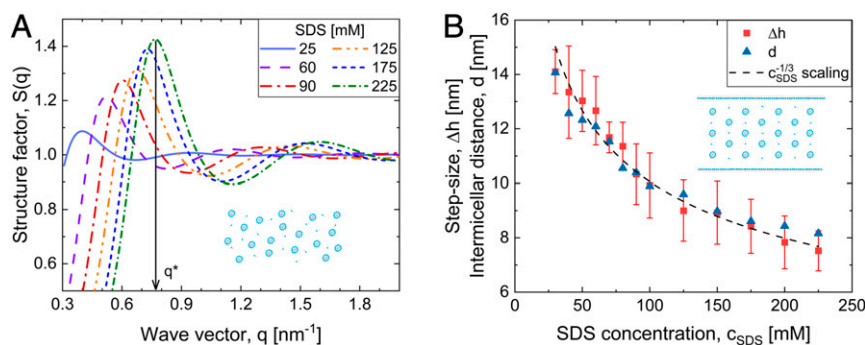 A
SDS [mM]
25 125
60 175
90 225
Structure factor, S(q)
1.4
1.2
1.0
0.8
0.6
q*
0.3 0.6 0.9 1.2 1.5 1.8
Wave vector, q [nm⁻¹]
B
Δh
d
c_SDS^-1/3 scaling
Step-size, Δh [nm]
Intermicellar distance, d [nm]
16
14
12
10
8
6
4
0 50 100 150 200 250
SDS concentration, c_SDS [mM]